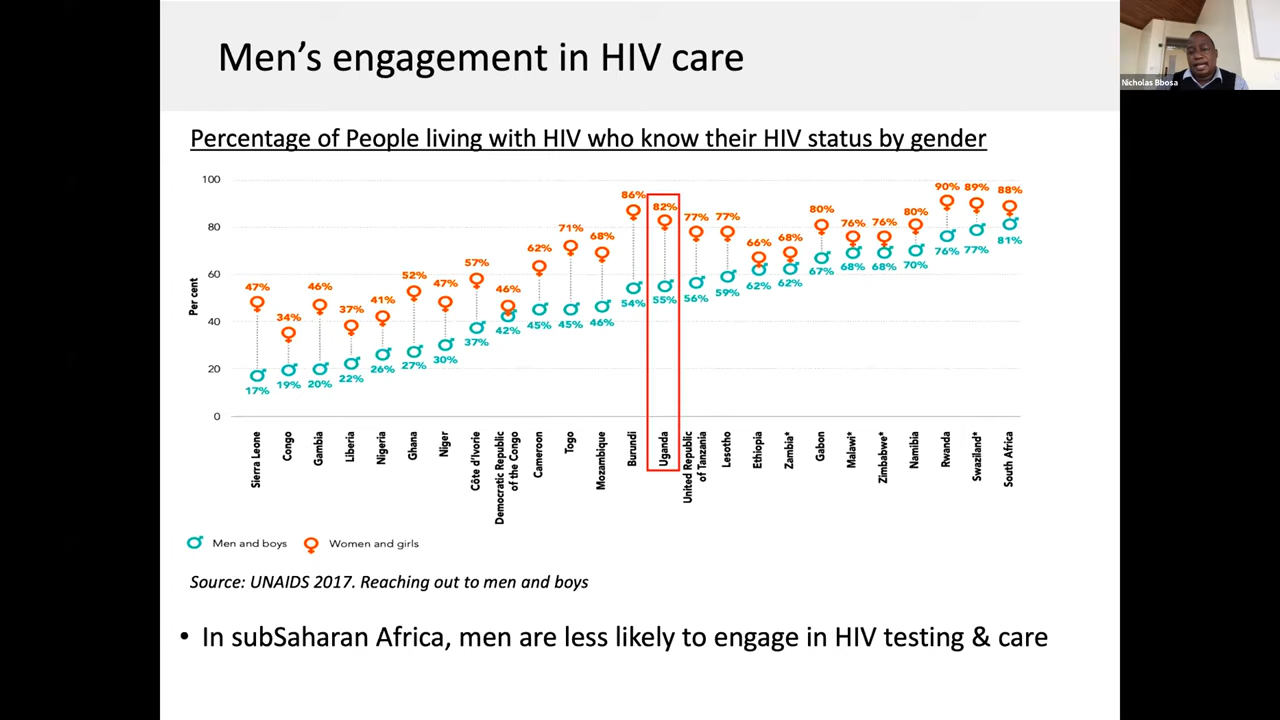 Men's engagement in HIV care
Nicholas Bbosa
Percentage of People living with HIV who know their HIV status by gender
Per cent
100
80
60
40
20
0
47%
34%
46%
37%
41%
52%
47%
57%
46%
62%
71%
68%
86%
82%
77%
77%
66%
68%
80%
76%
76%
80%
90%
89%
88%
17%
19%
20%
22%
26%
27%
30%
37%
42%
45%
45%
46%
54%
55%
56%
59%
62%
62%
67%
68%
68%
70%
76%
77%
81%
Sierra Leone
Congo
Gambia
Liberia
Nigeria
Ghana
Niger
Côte d'Ivorie
Democratic Republic
of the Congo
Cameroon
Togo
Mozambique
Burundi
Uganda
United Republic
of Tanzania
Lesotho
Ethiopia
Zambia*
Gabon
Malawi*
Zimbabwe*
Namibia
Rwanda
Swaziland*
South Africa
Men and boys
Women and girls
Source: UNAIDS 2017. Reaching out to men and boys
• In subSaharan Africa, men are less likely to engage in HIV testing & care